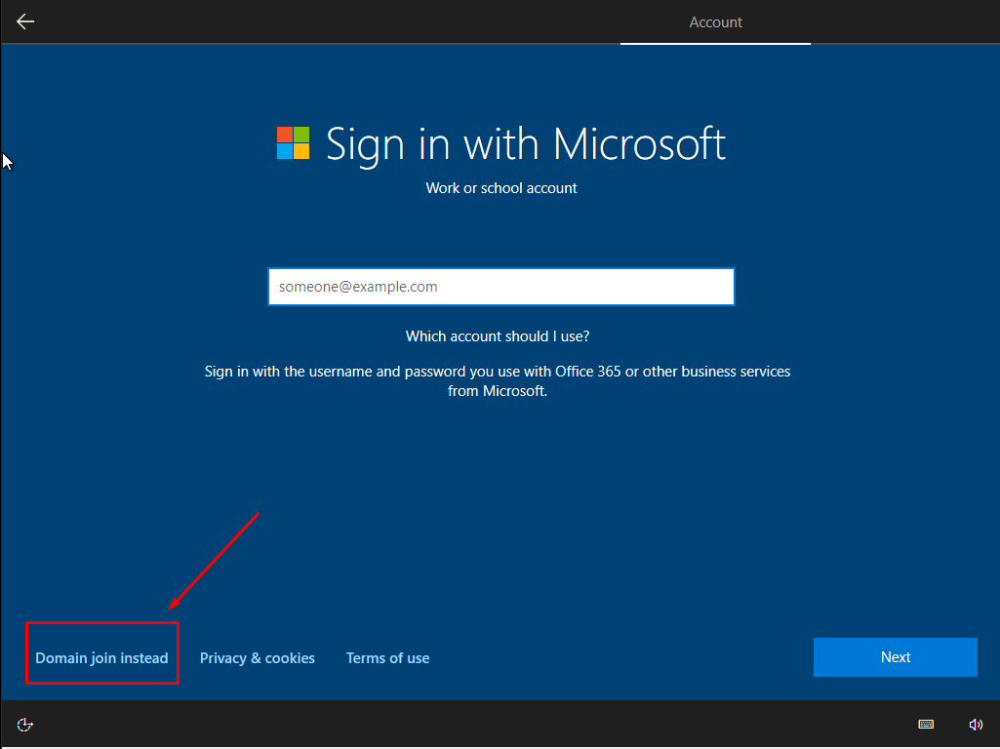 Account
Sign in with Microsoft
Work or school account
someone@example.com
Which account should I use?
Sign in with the username and password you use with Office 365 or other business services
from Microsoft.
Domain join instead
Privacy & cookies
Terms of use
Next